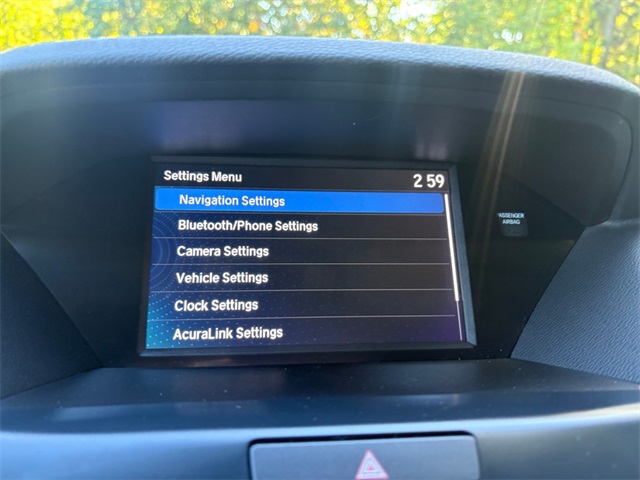 Settings Menu
2 59
Navigation Settings
Bluetooth/Phone Settings
Camera Settings
Vehicle Settings
Clock Settings
AcuraLink Settings
PASSENGER
AIRBAG